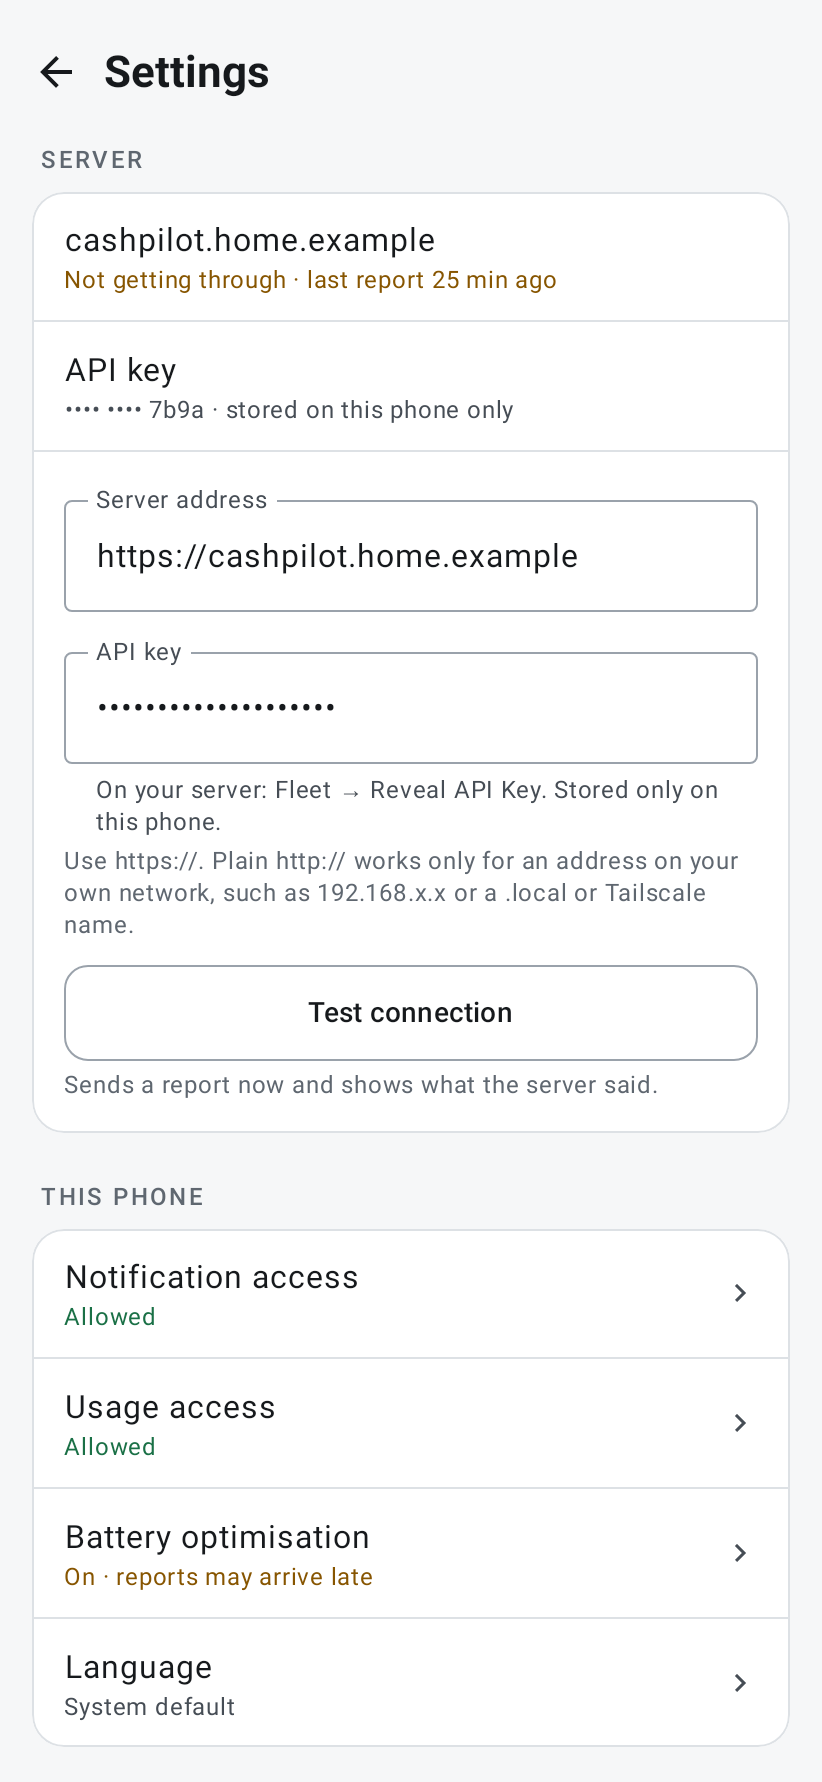 Settings
SERVER
cashpilot.home.example
Not getting through · last report 25 min ago
API key
•••• •••• 7b9a · stored on this phone only
Server address
https://cashpilot.home.example
API key
••••••••••••••••••••
On your server: Fleet → Reveal API Key. Stored only on
this phone.
Use https://. Plain http:// works only for an address on your
own network, such as 192.168.x.x or a .local or Tailscale
name.
Test connection
Sends a report now and shows what the server said.
THIS PHONE
Notification access
Allowed
Usage access
Allowed
Battery optimisation
On · reports may arrive late
Language
System default